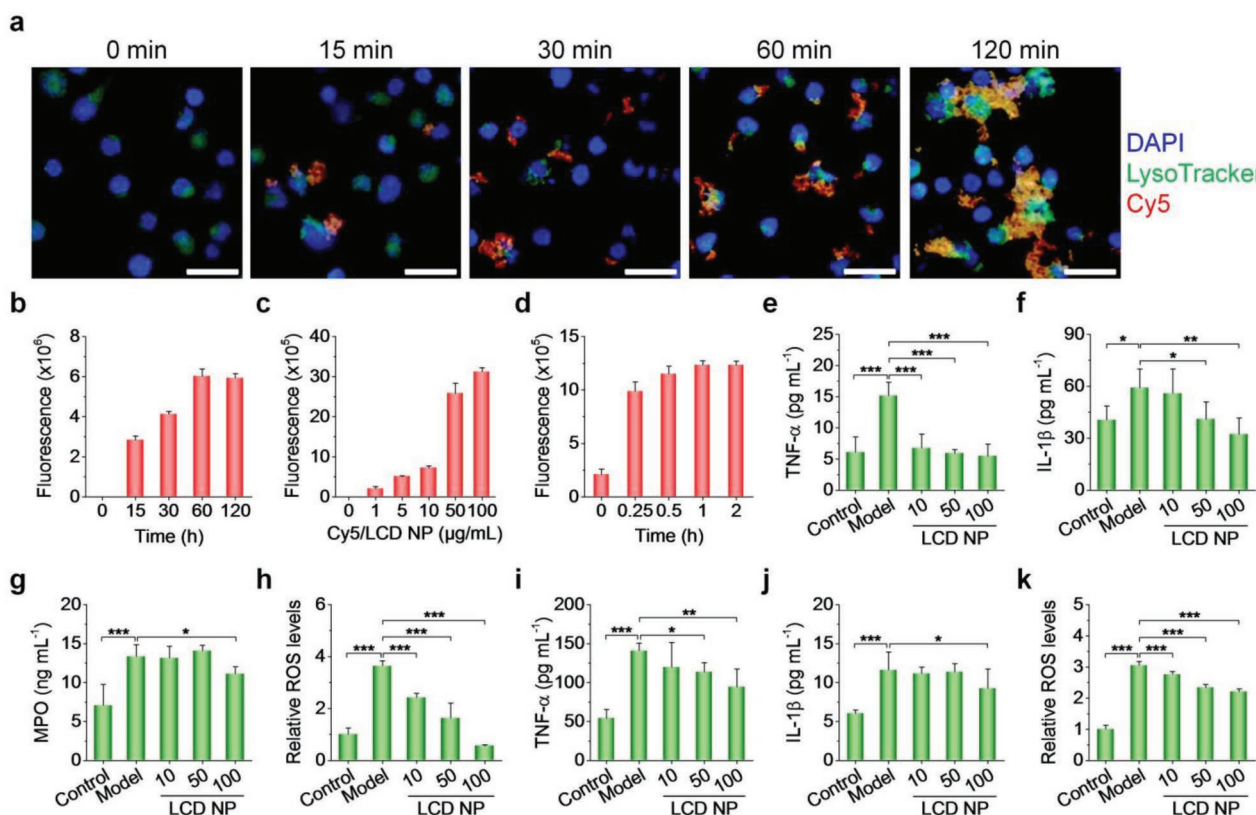 a
0 min 15 min 30 min 60 min 120 min
DAPI
LysoTracker
Cy5
b
Fluorescence (x10⁶)
8
6
4
2
0
0 15 30 60 120
Time (h)
c
Fluorescence (x10⁵)
40
30
20
10
0
0 1 5 10 50 100
Cy5/LCD NP (μg/mL)
d
Fluorescence (x10⁵)
15
10
5
0
0 0.25 0.5 1 2
Time (h)
e
TNF-α (pg mL⁻¹)
25
20
15
10
5
0
***
***
*** ***
Control Model 10 50 100
LCD NP
f
IL-1β (pg mL⁻¹)
90
60
30
0
* **
*
Control Model 10 50 100
LCD NP
g
MPO (ng mL⁻¹)
20
15
10
5
0
*** *
Control Model 10 50 100
LCD NP
h
Relative ROS levels
6
4
2
0
***
***
*** ***
Control Model 10 50 100
LCD NP
i
TNF-α (pg mL⁻¹)
200
150
100
50
0
**
*** *
Control Model 10 50 100
LCD NP
j
IL-1β (pg mL⁻¹)
20
15
10
5
0
*** *
Control Model 10 50 100
LCD NP
k
Relative ROS levels
5
4
3
2
1
0
***
***
*** ***
Control Model 10 50 100
LCD NP